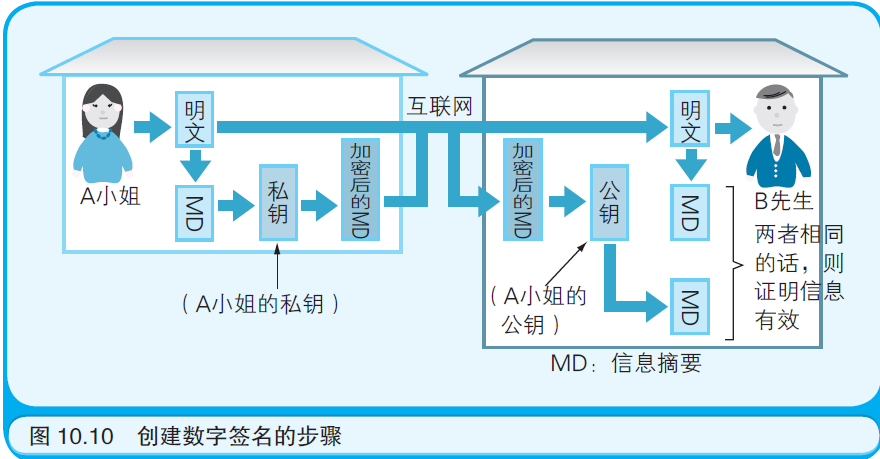 互联网
明文
明文
A小姐
MD
私钥
加密后的MD
加密后的MD
公钥
MD
B先生
两者相同
的话，则
证明信息
有效
MD
（A小姐的私钥）
（A小姐的
公钥）
MD：信息摘要
图 10.10 创建数字签名的步骤